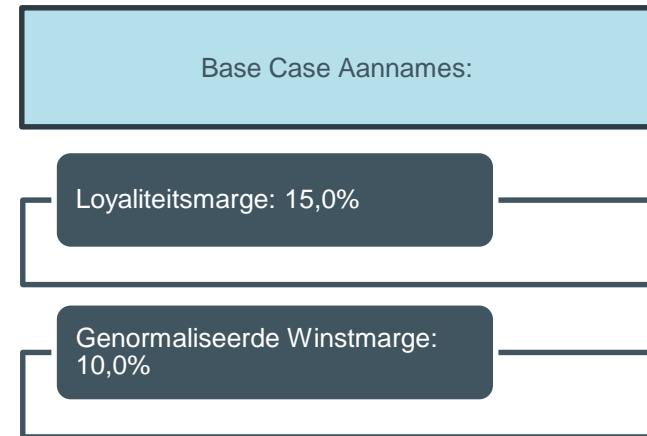 Base Case Aannames:
Loyaliteitsmarge: 15,0%
Genormaliseerde Winstmarge:
10,0%